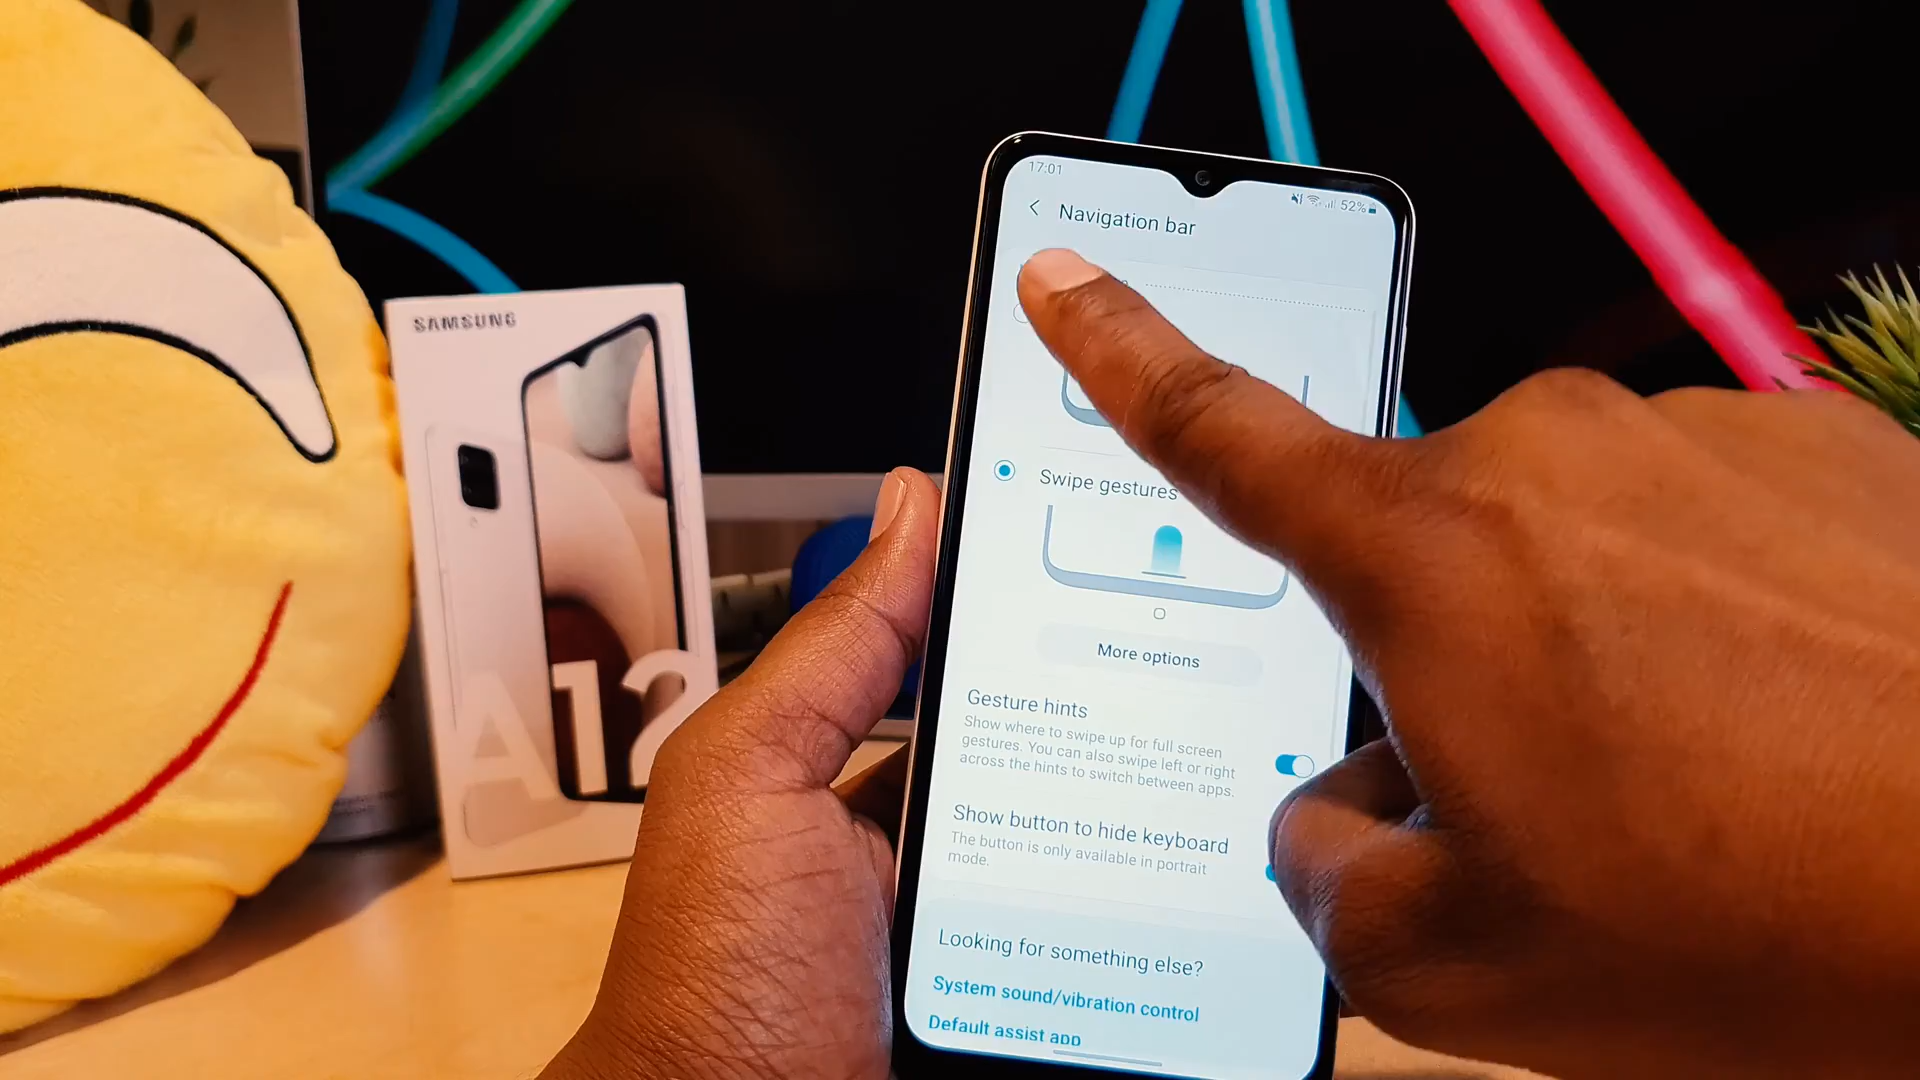 SAMSUNG
A12
17:01
52%
Navigation bar
Swipe gestures
More options
Gesture hints
Show where to swipe up for full screen
gestures. You can also swipe left or right
across the hints to switch between apps.
Show button to hide keyboard
The button is only available in portrait
mode.
Looking for something else?
System sound/vibration control
Default assist app